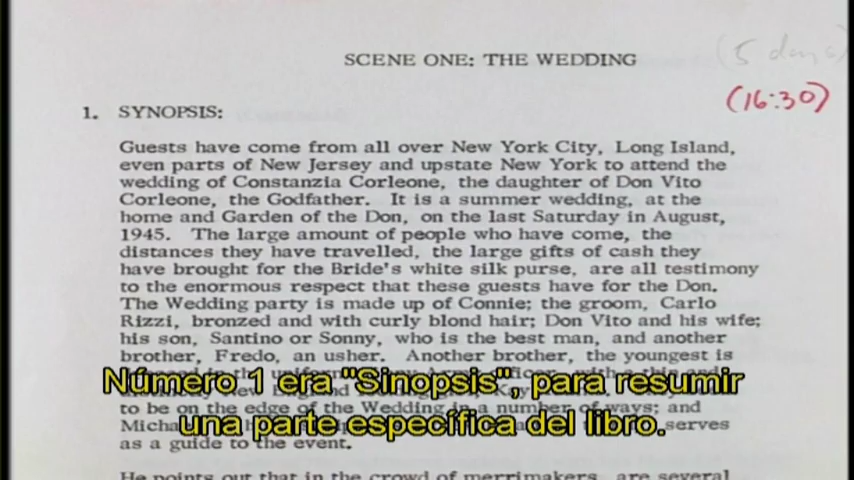 SCENE ONE: THE WEDDING
(5 days)
(16:30)
1. SYNOPSIS:
Guests have come from all over New York City, Long Island,
even parts of New Jersey and upstate New York to attend the
wedding of Constanzia Corleone, the daughter of Don Vito
Corleone, the Godfather. It is a summer wedding, at the
home and Garden of the Don, on the last Saturday in August,
1945. The large amount of people who have come, the
distances they have travelled, the large gifts of cash they
have brought for the Bride's white silk purse, are all testimony
to the enormous respect that these guests have for the Don.
The Wedding party is made up of Connie; the groom, Carlo
Rizzi, bronzed and with curly blond hair; Don Vito and his wife;
his son, Santino or Sonny, who is the best man, and another
brother, Fredo, an usher. Another brother, the youngest is
Número 1 era "Sinopsis", para resumir
to be on the edge of the Wedding in a number of ways; and
una parte específica del libro.
serves
as a guide to the event.
He points out that in the crowd of merrimakers, are several